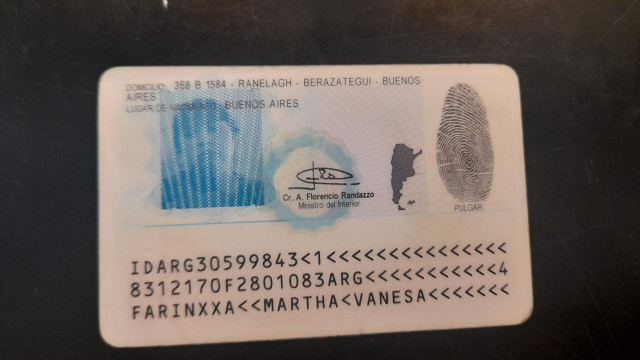 DOMICILIO: 368 B 1584 - RANELAGH - BERAZATEGUI - BUENOS
AIRES
LUGAR DE NACIMIENTO: BUENOS AIRES
Cr. A. Florencio Randazzo
Ministro del Interior
PULGAR
IDARG30599843<1<<<<<<<<<<<<<<<
8312170F2801083ARG<<<<<<<<<<<4
FARINXXA<<MARTHA<VANESA<<<<<<<